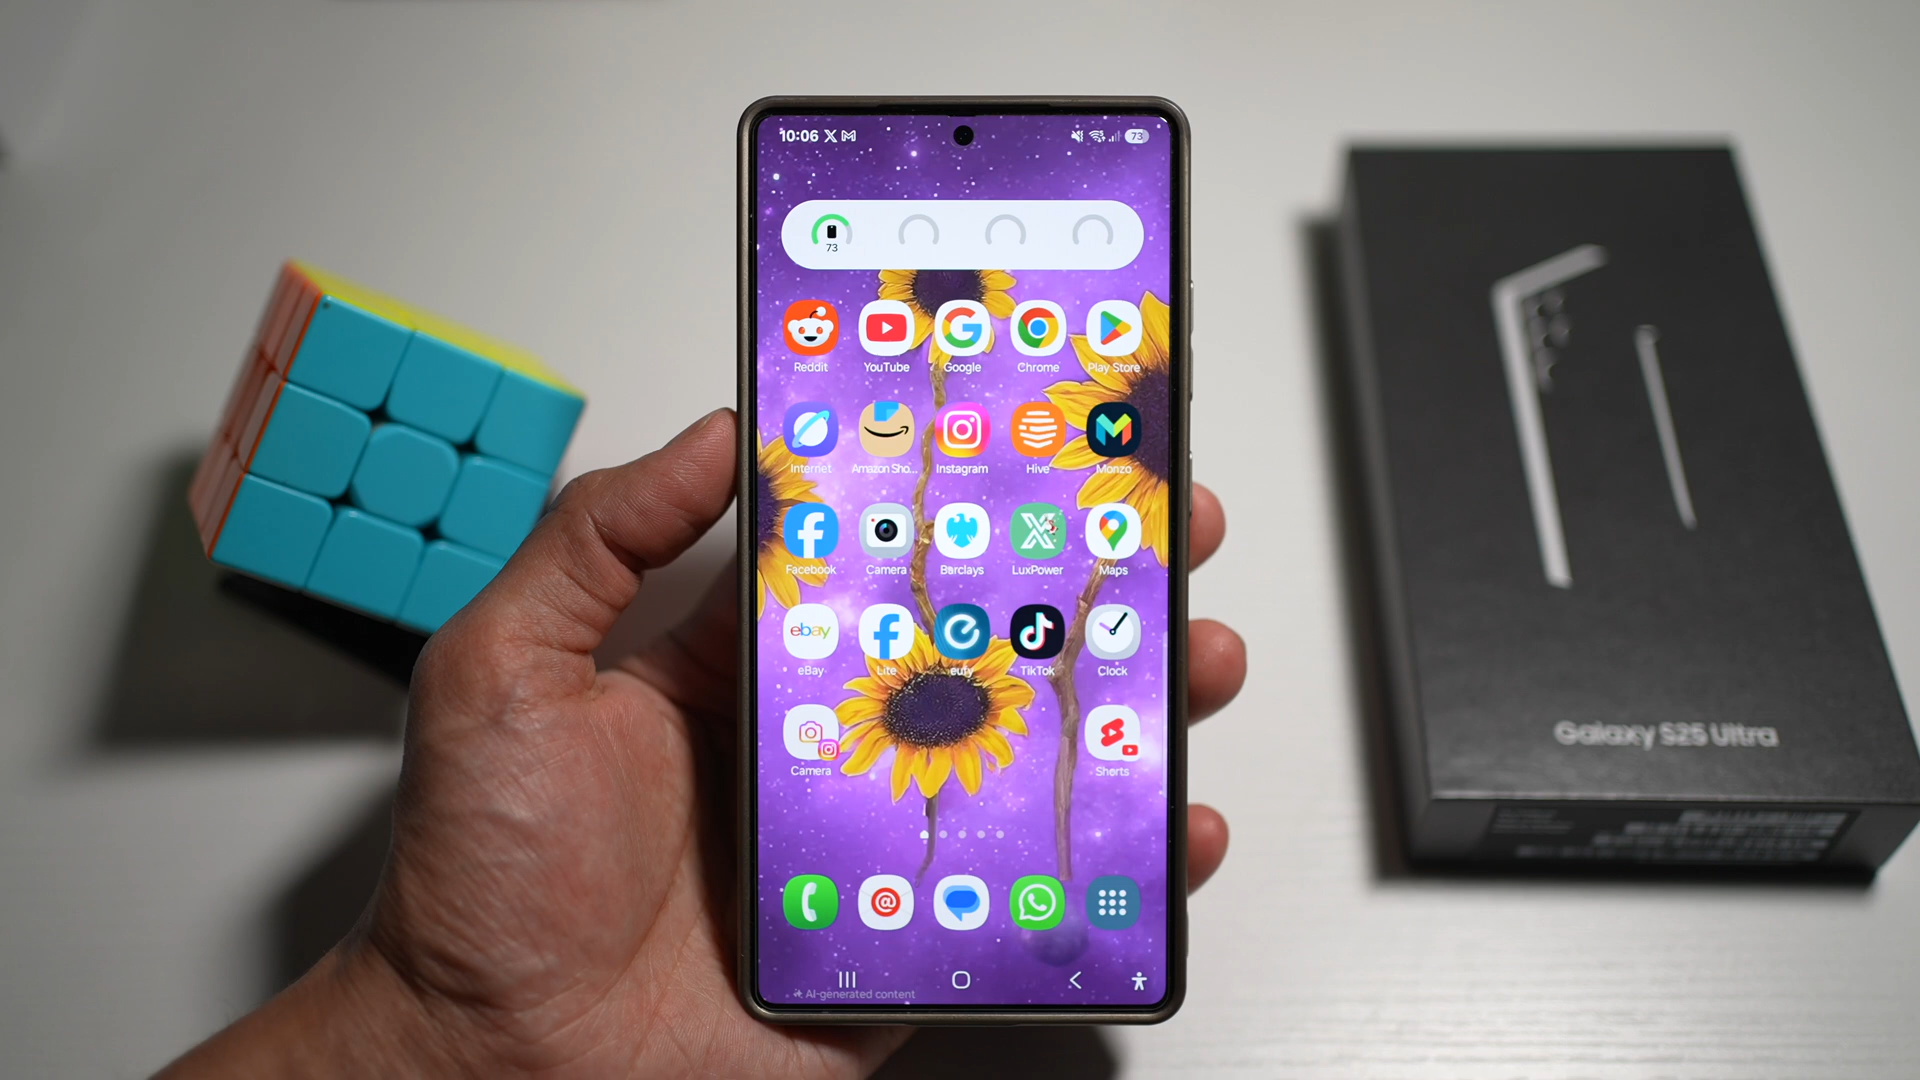 10:06
73
73
Reddit YouTube Google Chrome Play Store
Internet Amazon Sho... Instagram Hive Monzo
Facebook Camera Barclays LuxPower Maps
ebay
eBay Lite eufy TikTok Clock
Camera Shorts
AI-generated content
Galaxy S25 Ultra